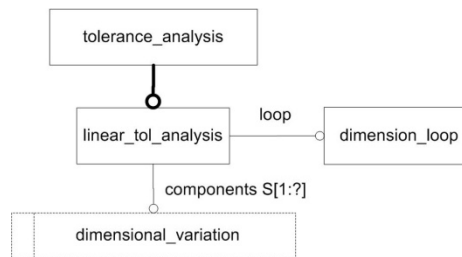 tolerance_analysis
linear_tol_analysis
loop
dimension_loop
components S[1:?]
dimensional_variation